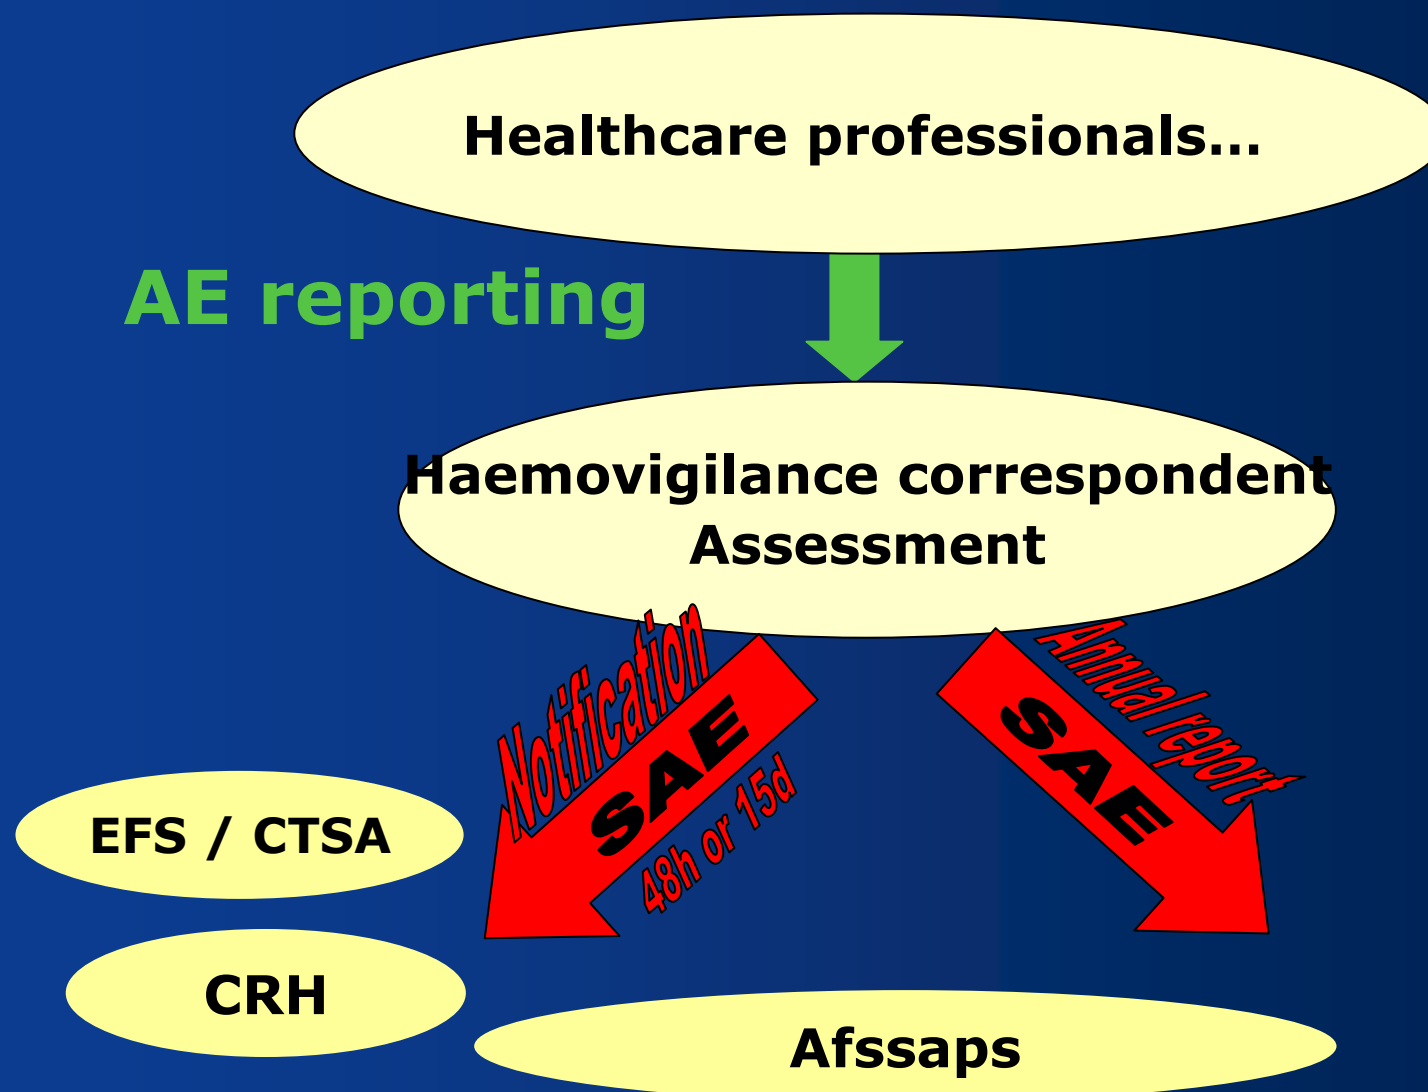 Healthcare professionals…
AE reporting
Haemovigilance correspondent
Assessment
Notification
SAE
48h or 15d
Annual report
SAE
EFS / CTSA
CRH
Afssaps